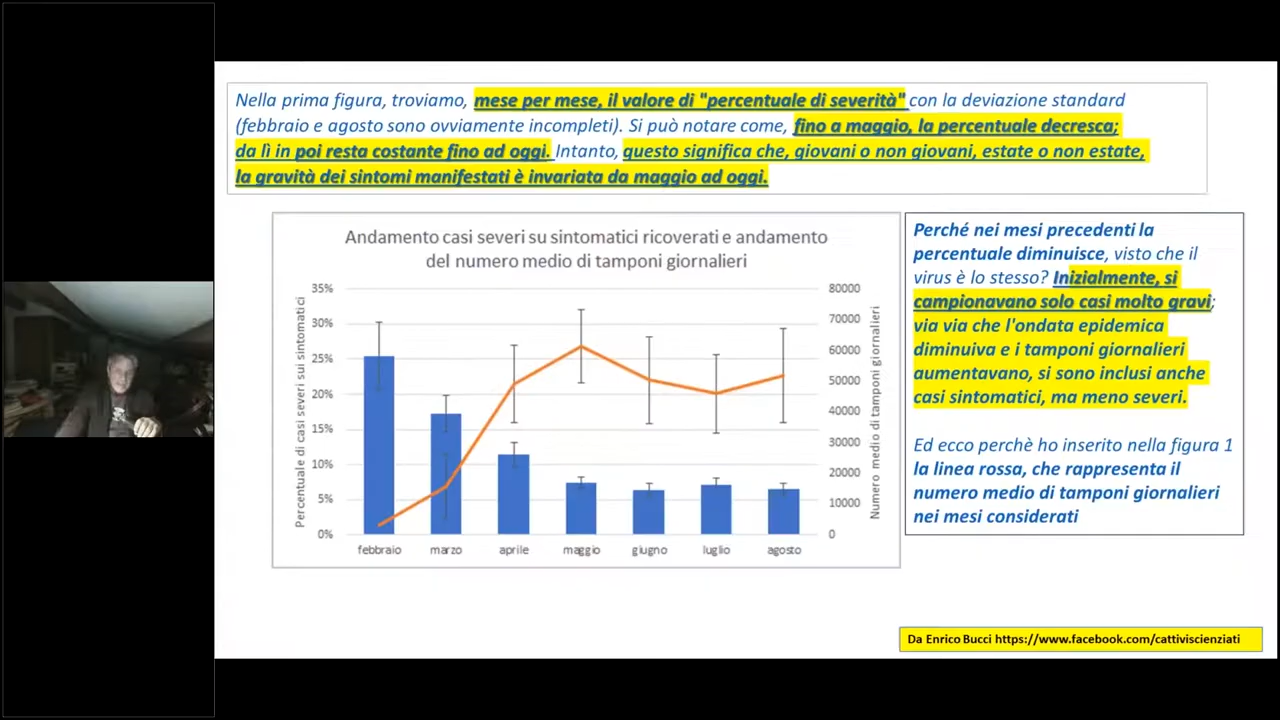 Nella prima figura, troviamo, mese per mese, il valore di "percentuale di severità" con la deviazione standard
(febbraio e agosto sono ovviamente incompleti). Si può notare come, fino a maggio, la percentuale decresca;
da lì in poi resta costante fino ad oggi. Intanto, questo significa che, giovani o non giovani, estate o non estate,
la gravità dei sintomi manifestati è invariata da maggio ad oggi.
Andamento casi severi su sintomatici ricoverati e andamento
del numero medio di tamponi giornalieri
Percentuale di casi severi sui sintomatici
35%
30%
25%
20%
15%
10%
5%
0%
80000
70000
60000
50000
40000
30000
20000
10000
0
Numero medio di tamponi giornalieri
febbraio marzo aprile maggio giugno luglio agosto
Perché nei mesi precedenti la
percentuale diminuisce, visto che il
virus è lo stesso? Inizialmente, si
campionavano solo casi molto gravi;
via via che l'ondata epidemica
diminuiva e i tamponi giornalieri
aumentavano, si sono inclusi anche
casi sintomatici, ma meno severi.
Ed ecco perchè ho inserito nella figura 1
la linea rossa, che rappresenta il
numero medio di tamponi giornalieri
nei mesi considerati
Da Enrico Bucci https://www.facebook.com/cattiviscienziati